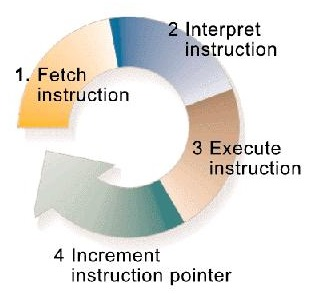 1. Fetch
instruction
2 Interpret
instruction
3 Execute
instruction
4 Increment
instruction pointer